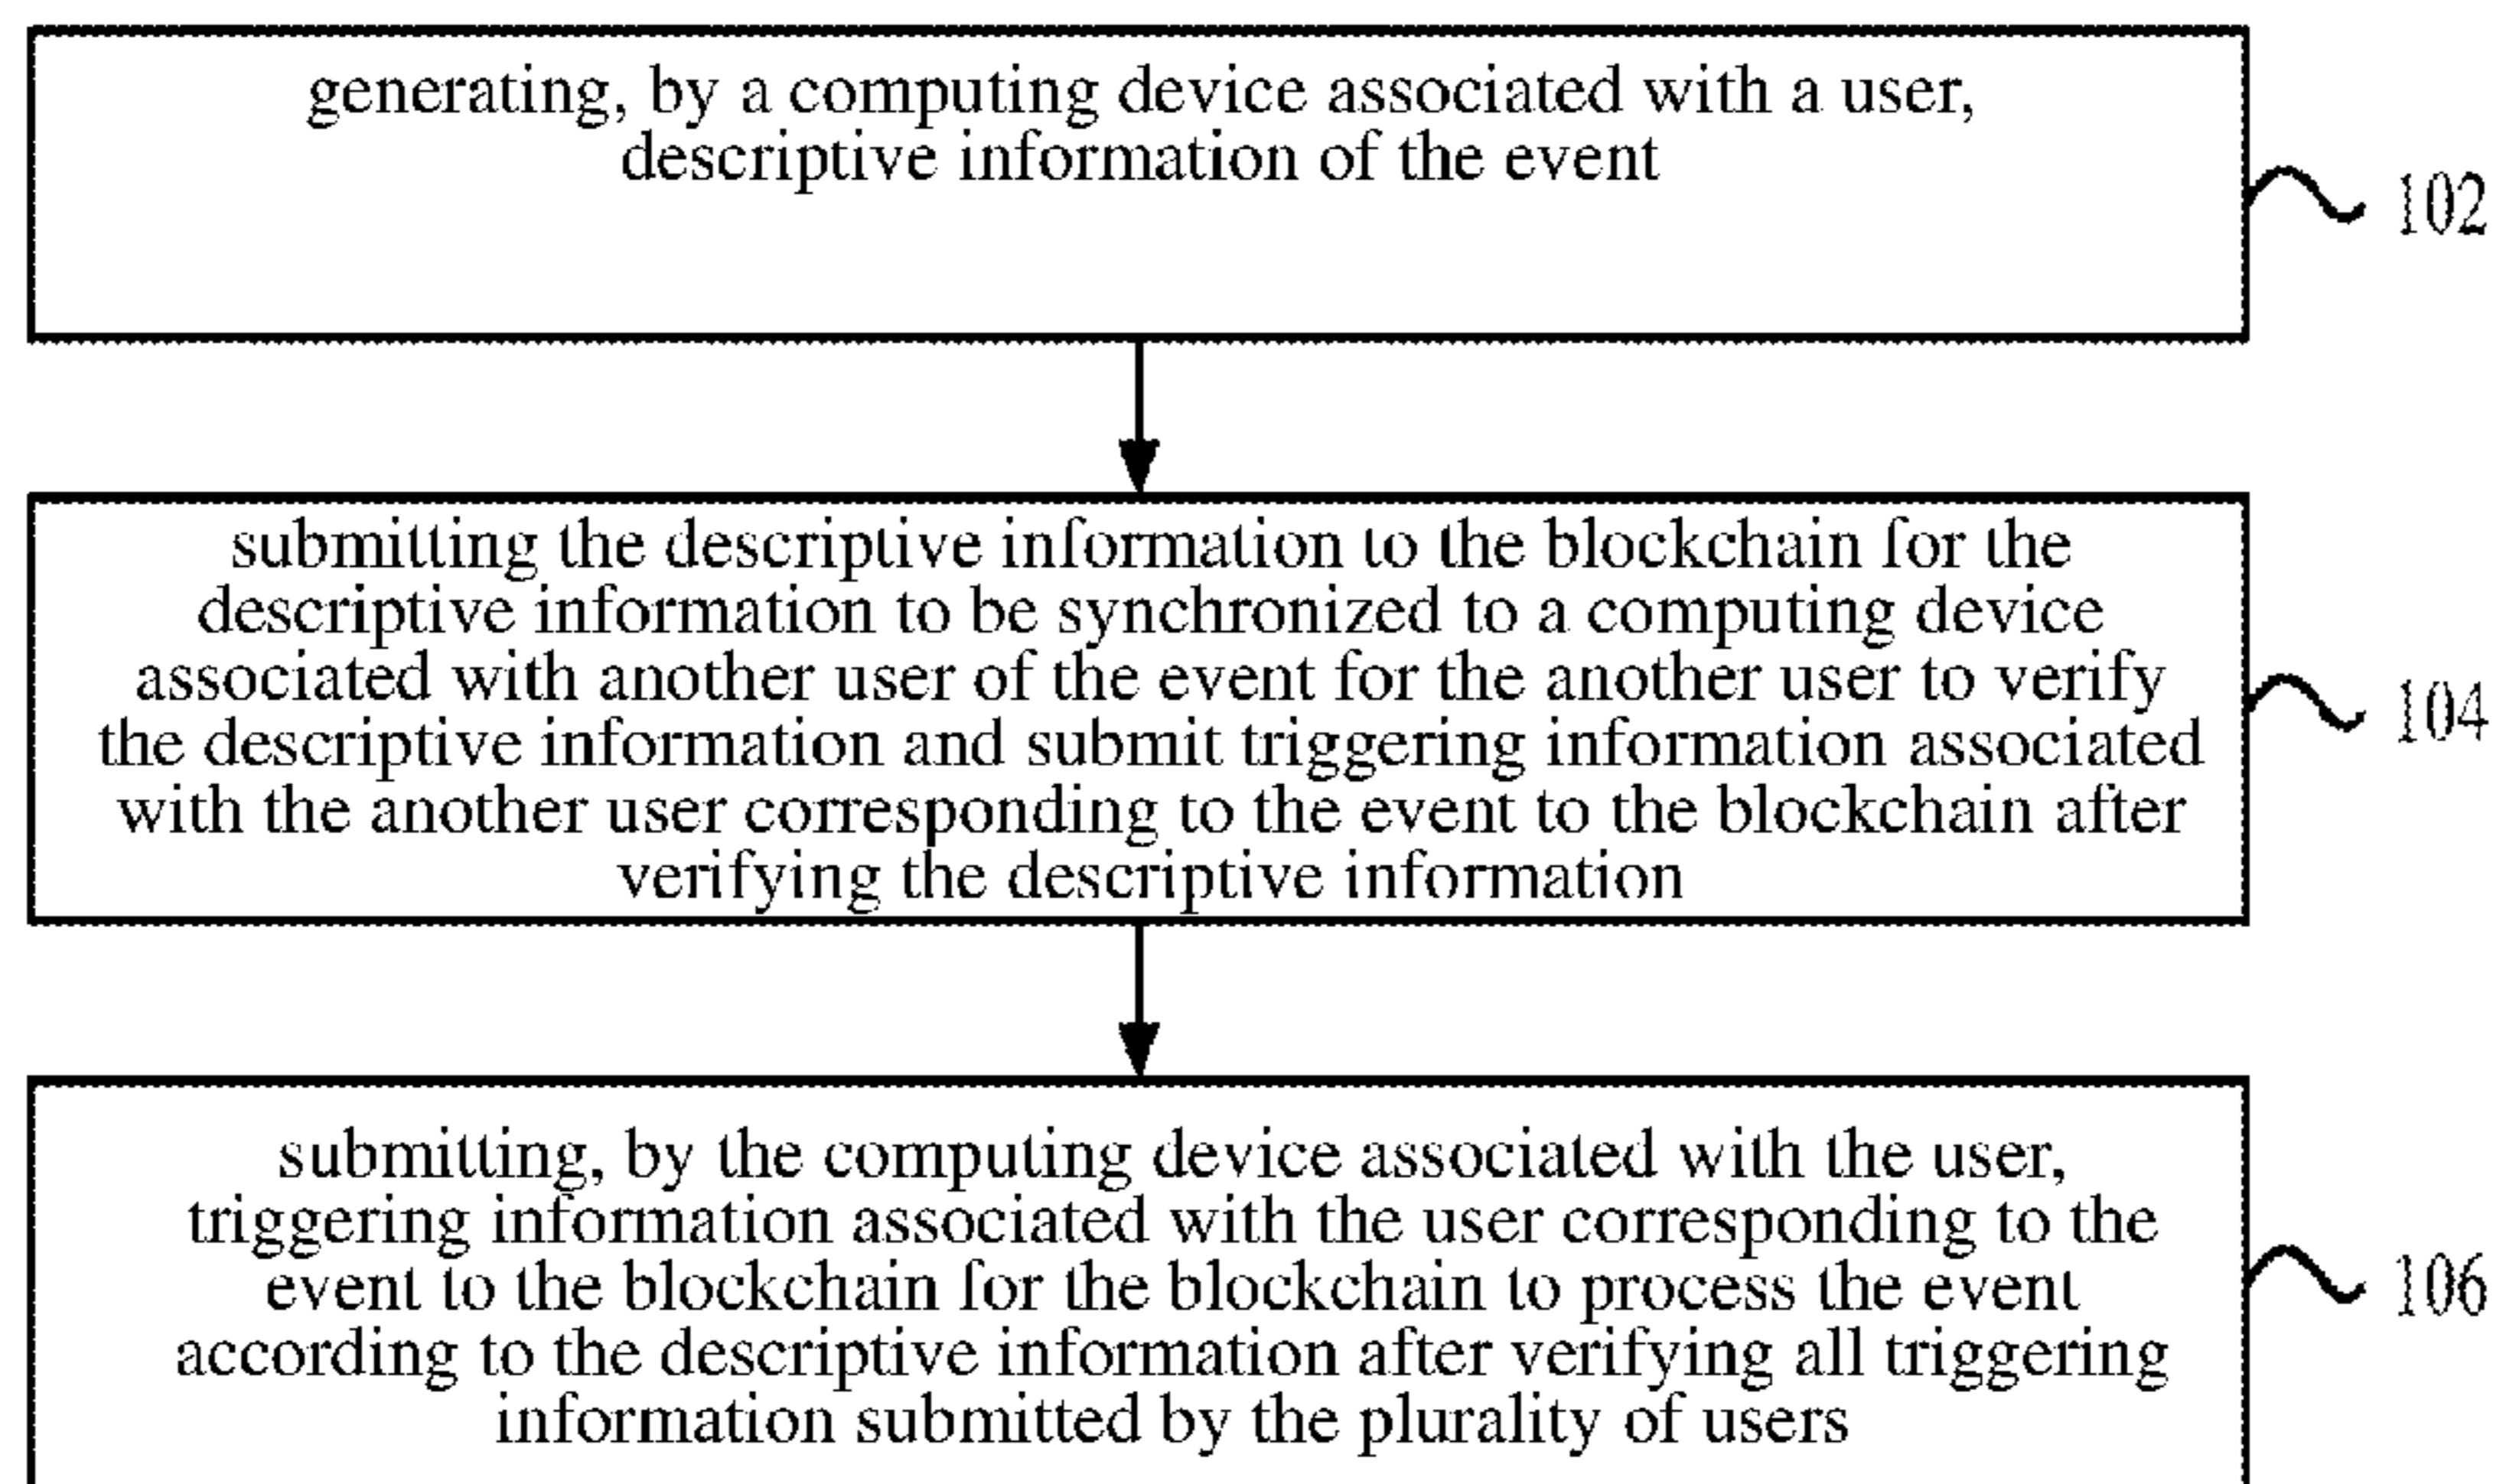 generating, by a computing device associated with a user,
descriptive information of the event
102
submitting the descriptive information to the blockchain for the
descriptive information to be synchronized to a computing device
associated with another user of the event for the another user to verify
the descriptive information and submit triggering information associated
with the another user corresponding to the event to the blockchain after
verifying the descriptive information
104
submitting, by the computing device associated with the user,
triggering information associated with the user corresponding to the
event to the blockchain for the blockchain to process the event
according to the descriptive information after verifying all triggering
information submitted by the plurality of users
106